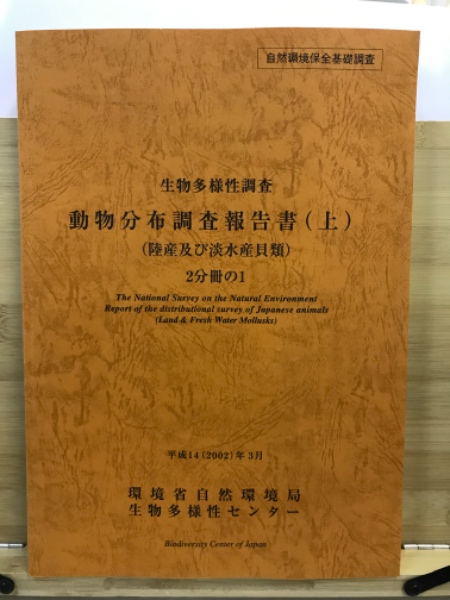 自然環境保全基礎調査
生物多様性調査
動物分布調査報告書(上)
(陸産及び淡水産貝類)
2分冊の1
The National Survey on the Natural Environment
Report of the distributional survey of Japanese animals
(Land & Fresh Water Mollusks)
平成14(2002)年3月
環境省自然環境局
生物多様性センター
Biodiversity Center of Japan